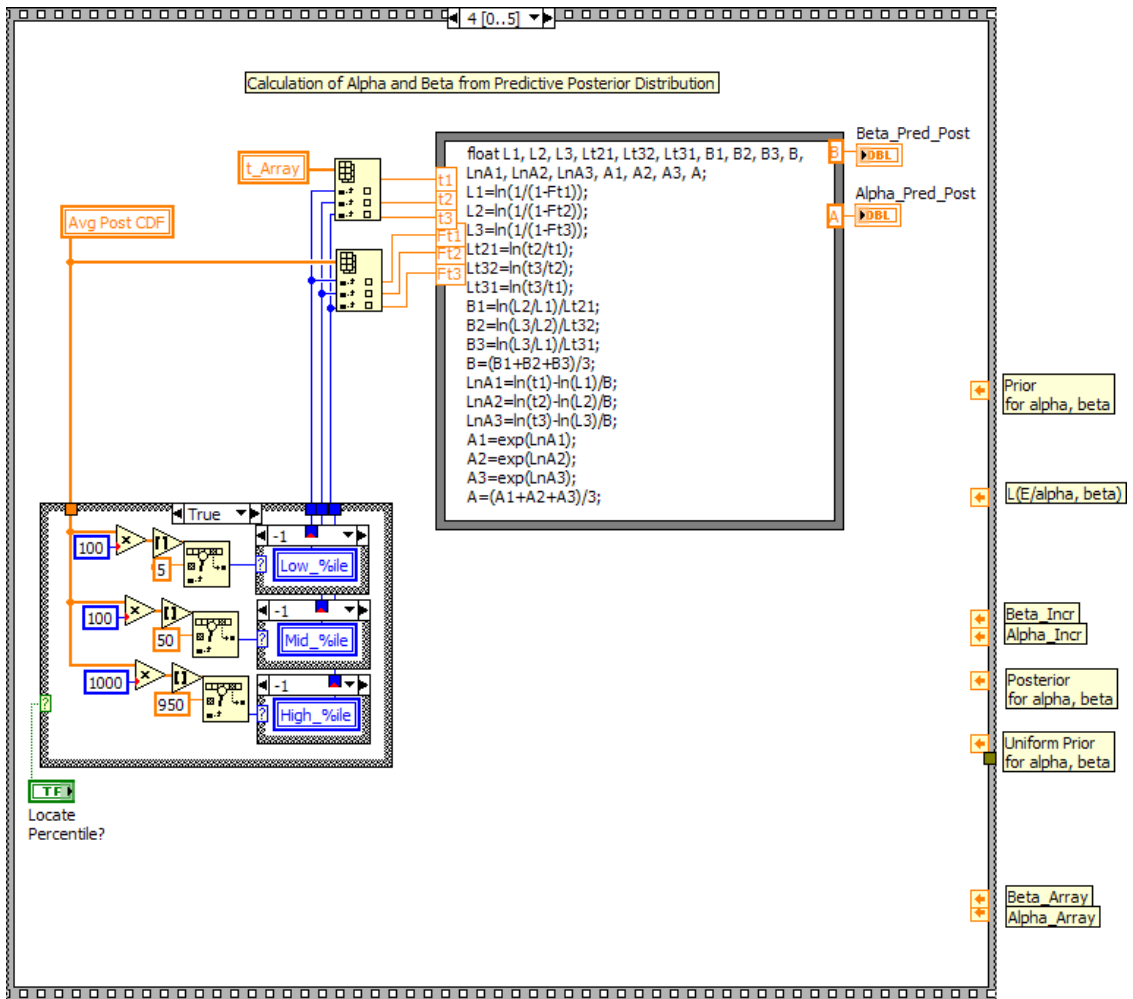 4 [0..5]
Calculation of Alpha and Beta from Predictive Posterior Distribution
t_Array
Avg Post CDF
t1
t2
t3
Ft1
Ft2
Ft3
float L1, L2, L3, Lt21, Lt32, Lt31, B1, B2, B3, B,
LnA1, LnA2, LnA3, A1, A2, A3, A;
L1=ln(1/(1-Ft1));
L2=ln(1/(1-Ft2));
L3=ln(1/(1-Ft3));
Lt21=ln(t2/t1);
Lt32=ln(t3/t2);
Lt31=ln(t3/t1);
B1=ln(L2/L1)/Lt21;
B2=ln(L3/L2)/Lt32;
B3=ln(L3/L1)/Lt31;
B=(B1+B2+B3)/3;
LnA1=ln(t1)-ln(L1)/B;
LnA2=ln(t2)-ln(L2)/B;
LnA3=ln(t3)-ln(L3)/B;
A1=exp(LnA1);
A2=exp(LnA2);
A3=exp(LnA3);
A=(A1+A2+A3)/3;
B
Beta_Pred_Post
DBL
A
Alpha_Pred_Post
DBL
True
100
5
-1
?
Low_%ile
100
50
-1
?
Mid_%ile
1000
950
-1
?
High_%ile
?
TF
Locate
Percentile?
Prior
for alpha, beta
L(E/alpha, beta)
Beta_Incr
Alpha_Incr
Posterior
for alpha, beta
Uniform Prior
for alpha, beta
Beta_Array
Alpha_Array